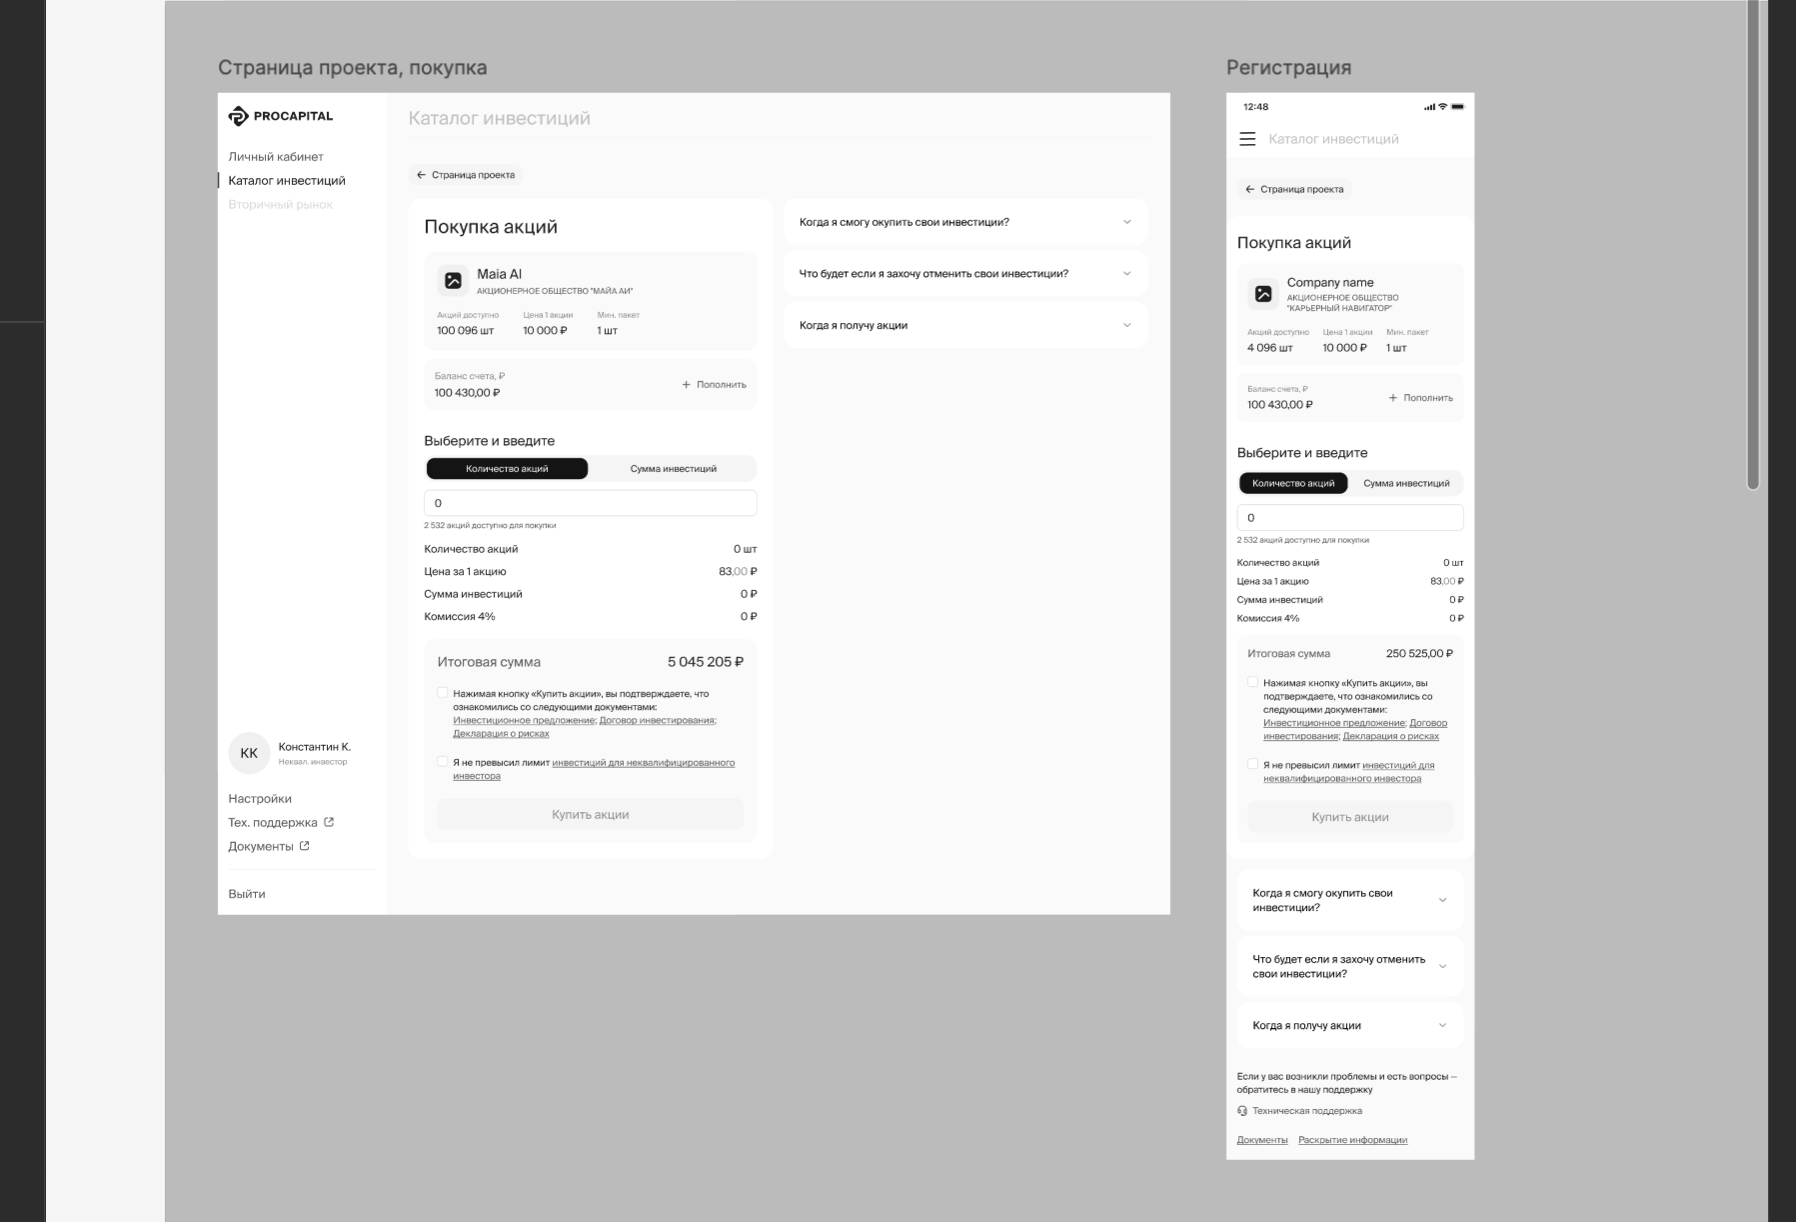 Страница проекта, покупка
PROCAPITAL
Личный кабинет
Каталог инвестиций
Вторичный рынок
КК
Константин К.
Неквал. инвестор
Настройки
Тех. поддержка
Документы
Выйти
Каталог инвестиций
Страница проекта
Покупка акций
Maia AI
АКЦИОНЕРНОЕ ОБЩЕСТВО "МАЙА АИ"
Акций доступно Цена 1 акции Мин. пакет
100 096 шт 10 000 ₽ 1 шт
Баланс счета, ₽
100 430,00 ₽
Пополнить
Выберите и введите
Количество акций Сумма инвестиций
0
2 532 акций доступно для покупки
Количество акций 0 шт
Цена за 1 акцию 83,00 ₽
Сумма инвестиций 0 ₽
Комиссия 4% 0 ₽
Итоговая сумма 5 045 205 ₽
Нажимая кнопку «Купить акции», вы подтверждаете, что
ознакомились со следующими документами:
Инвестиционное предложение; Договор инвестирования;
Декларация о рисках
Я не превысил лимит инвестиций для неквалифицированного
инвестора
Купить акции
Когда я смогу окупить свои инвестиции?
Что будет если я захочу отменить свои инвестиции?
Когда я получу акции
Регистрация
12:48
Каталог инвестиций
Страница проекта
Покупка акций
Company name
АКЦИОНЕРНОЕ ОБЩЕСТВО
"КАРЬЕРНЫЙ НАВИГАТОР"
Акций доступно Цена 1 акции Мин. пакет
4 096 шт 10 000 ₽ 1 шт
Баланс счета, ₽
100 430,00 ₽
Пополнить
Выберите и введите
Количество акций Сумма инвестиций
0
2 532 акций доступно для покупки
Количество акций 0 шт
Цена за 1 акцию 83,00 ₽
Сумма инвестиций 0 ₽
Комиссия 4% 0 ₽
Итоговая сумма 250 525,00 ₽
Нажимая кнопку «Купить акции», вы
подтверждаете, что ознакомились со
следующими документами:
Инвестиционное предложение; Договор
инвестирования; Декларация о рисках
Я не превысил лимит инвестиций для
неквалифицированного инвестора
Купить акции
Когда я смогу окупить свои
инвестиции?
Что будет если я захочу отменить
свои инвестиции?
Когда я получу акции
Если у вас возникли проблемы и есть вопросы —
обратитесь в нашу поддержку
Техническая поддержка
Документы Раскрытие информации